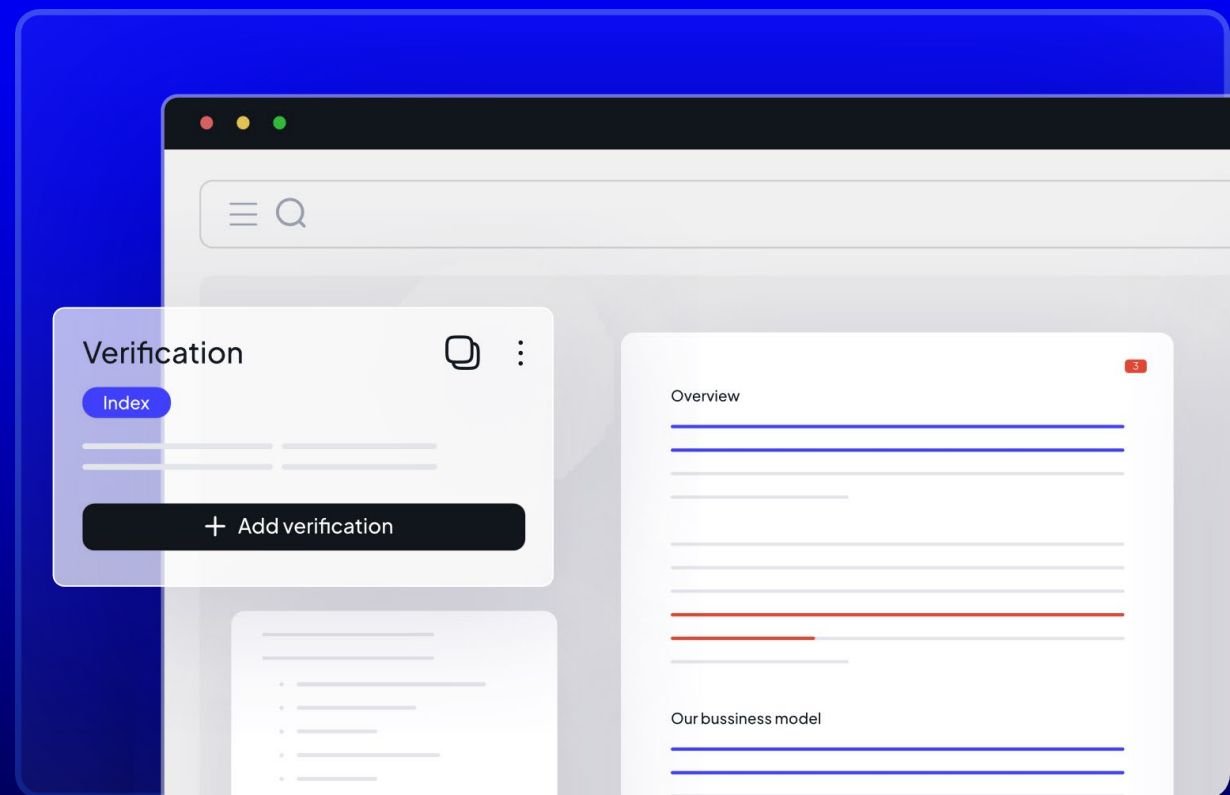 Verification
Index
+ Add verification
3
Overview
Our bussiness model